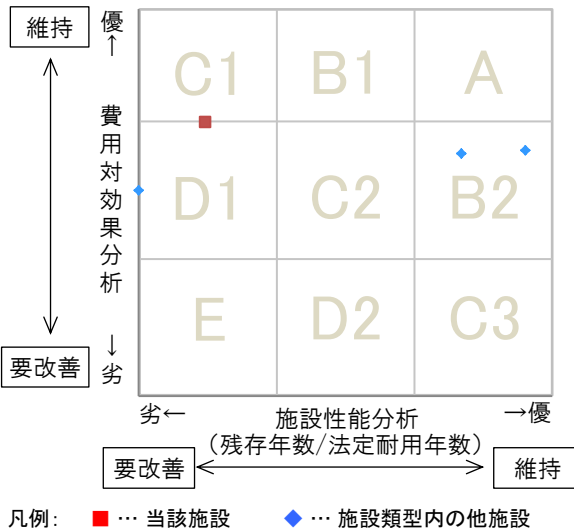 維持
優
↑
費用対効果分析
↓
劣
要改善
C1 B1 A
D1 C2 B2
E D2 C3
劣← 施設性能分析 →優
（残存年数/法定耐用年数）
要改善 維持
凡例: ■ … 当該施設 ◆ … 施設類型内の他施設